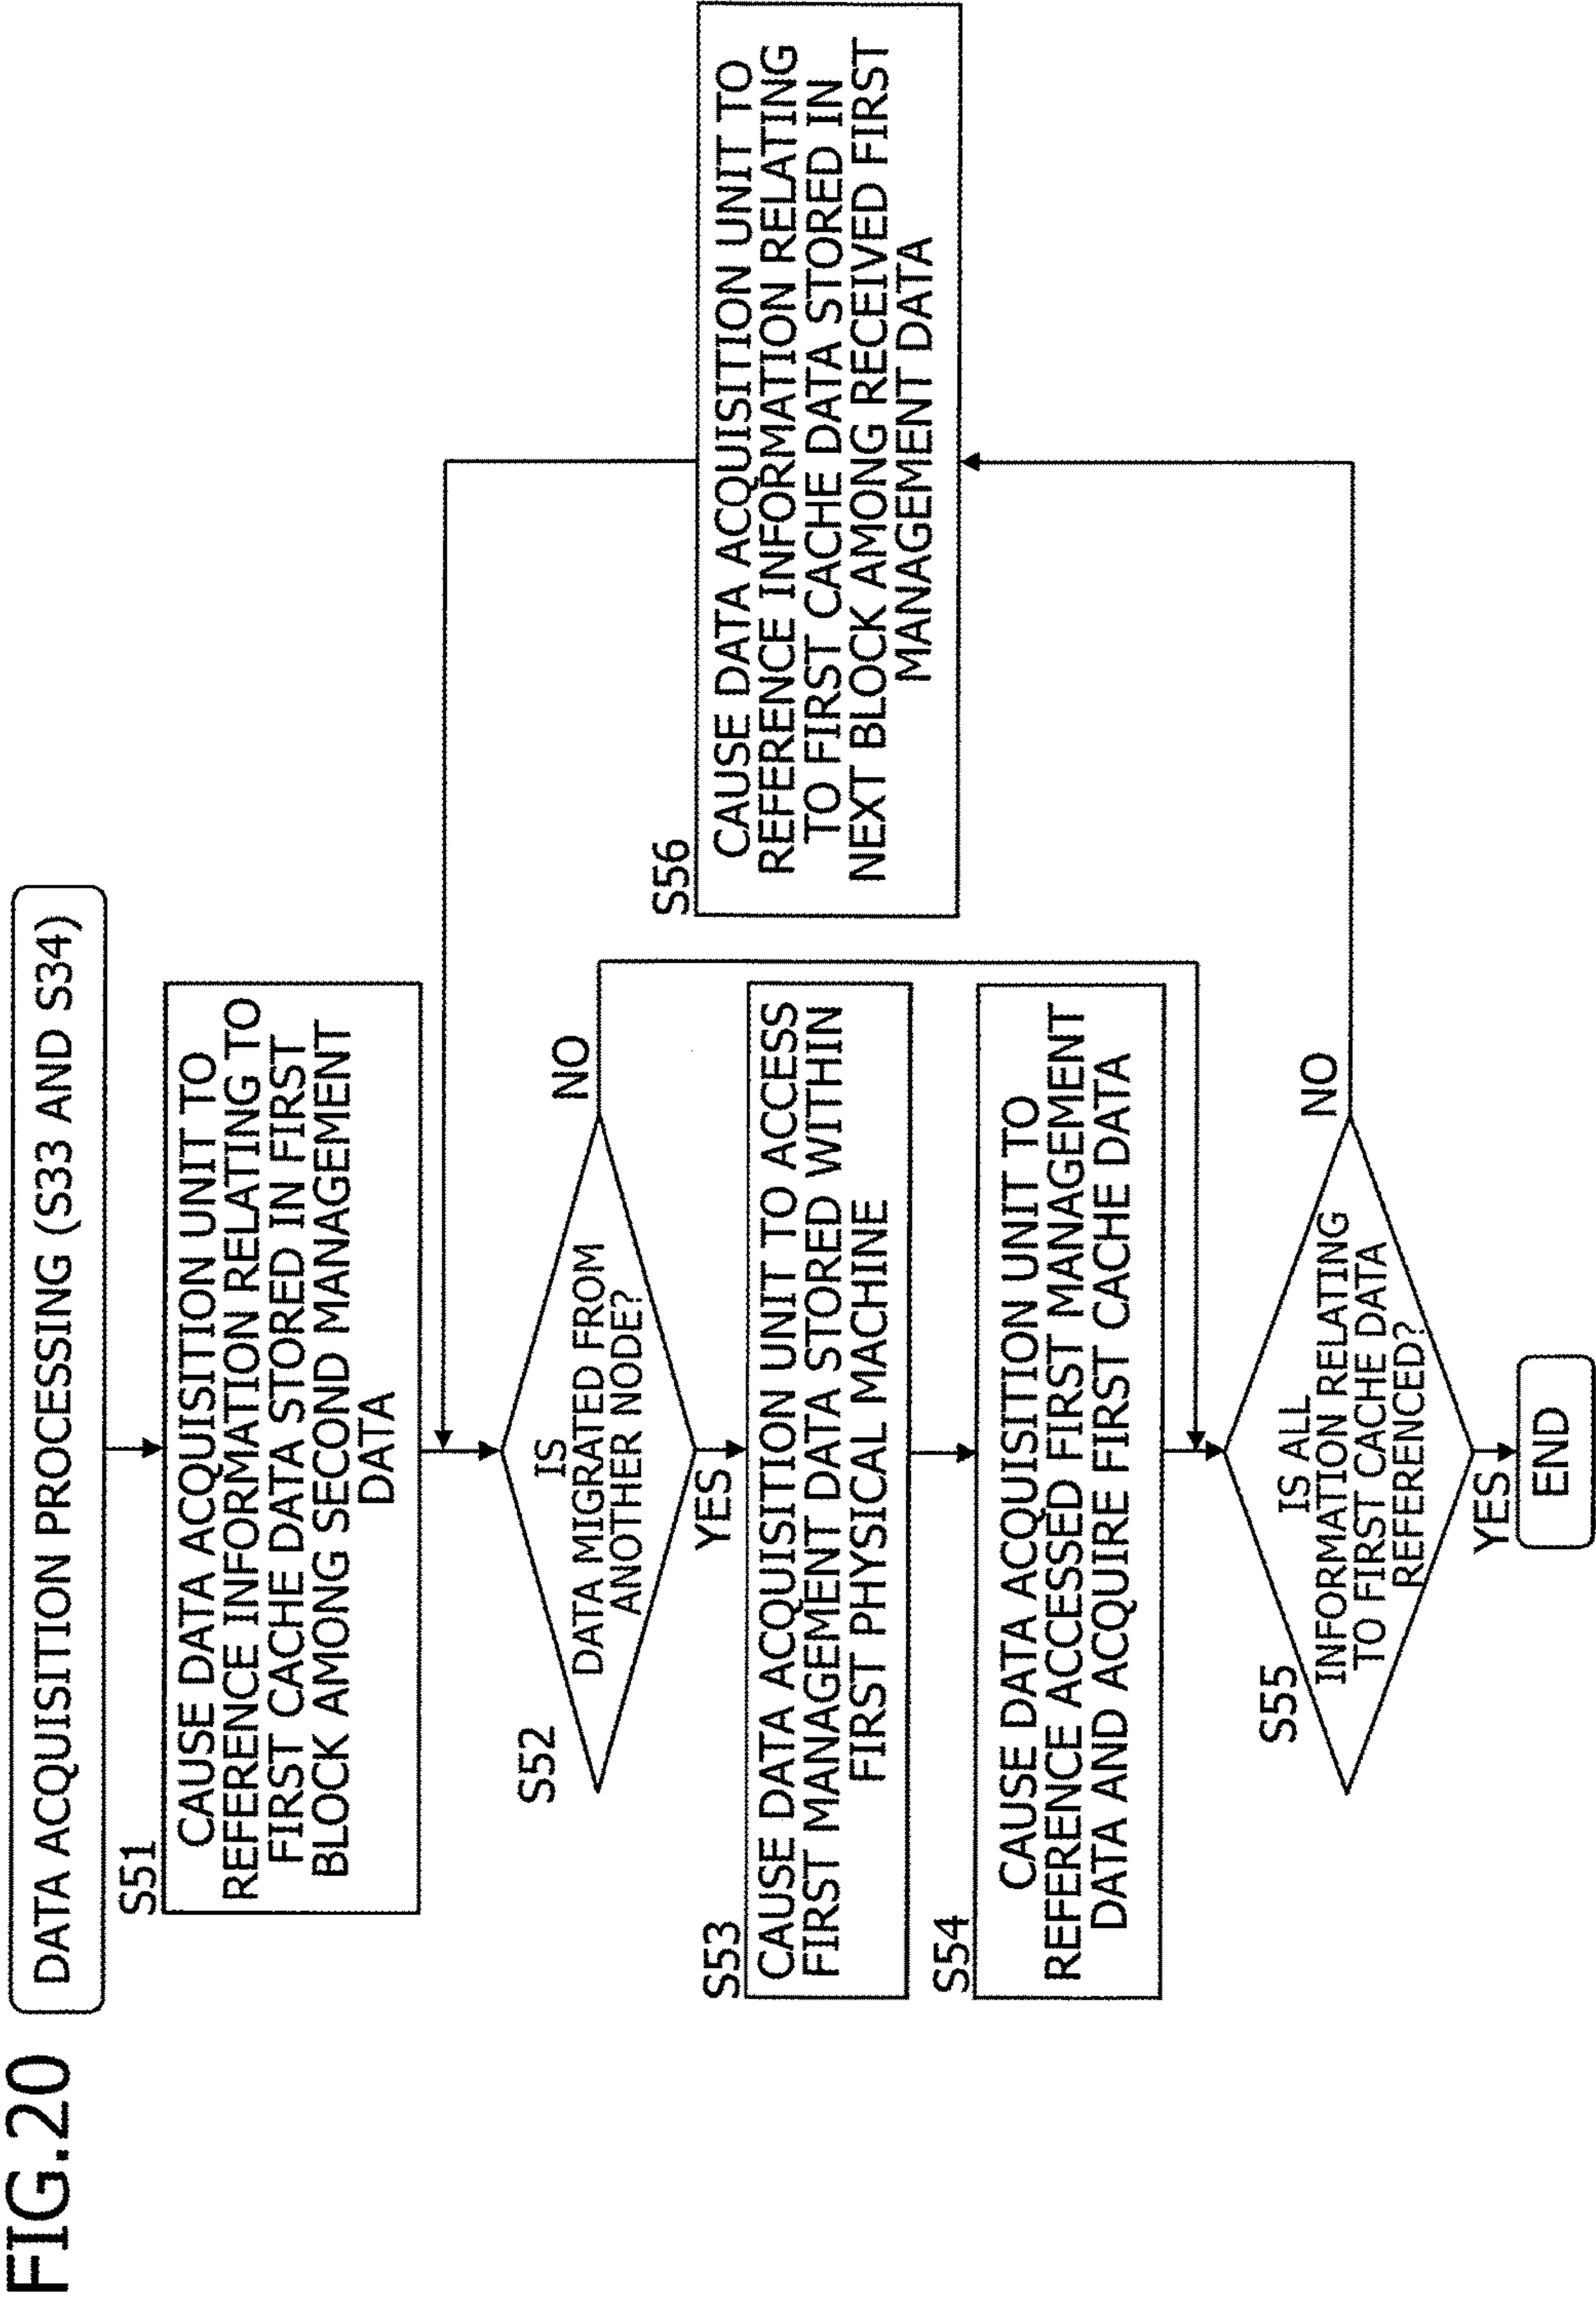 FIG.20
DATA ACQUISITION PROCESSING (S33 AND S34)
S51
CAUSE DATA ACQUISITION UNIT TO
REFERENCE INFORMATION RELATING TO
FIRST CACHE DATA STORED IN FIRST
BLOCK AMONG SECOND MANAGEMENT
DATA
S52
IS
DATA MIGRATED FROM
ANOTHER NODE?
NO
YES
S53
CAUSE DATA ACQUISITION UNIT TO ACCESS
FIRST MANAGEMENT DATA STORED WITHIN
FIRST PHYSICAL MACHINE
S54
CAUSE DATA ACQUISITION UNIT TO
REFERENCE ACCESSED FIRST MANAGEMENT
DATA AND ACQUIRE FIRST CACHE DATA
S55
IS ALL
INFORMATION RELATING
TO FIRST CACHE DATA
REFERENCED?
NO
YES
END
S56
CAUSE DATA ACQUISITION UNIT TO
REFERENCE INFORMATION RELATING
TO FIRST CACHE DATA STORED IN
NEXT BLOCK AMONG RECEIVED FIRST
MANAGEMENT DATA